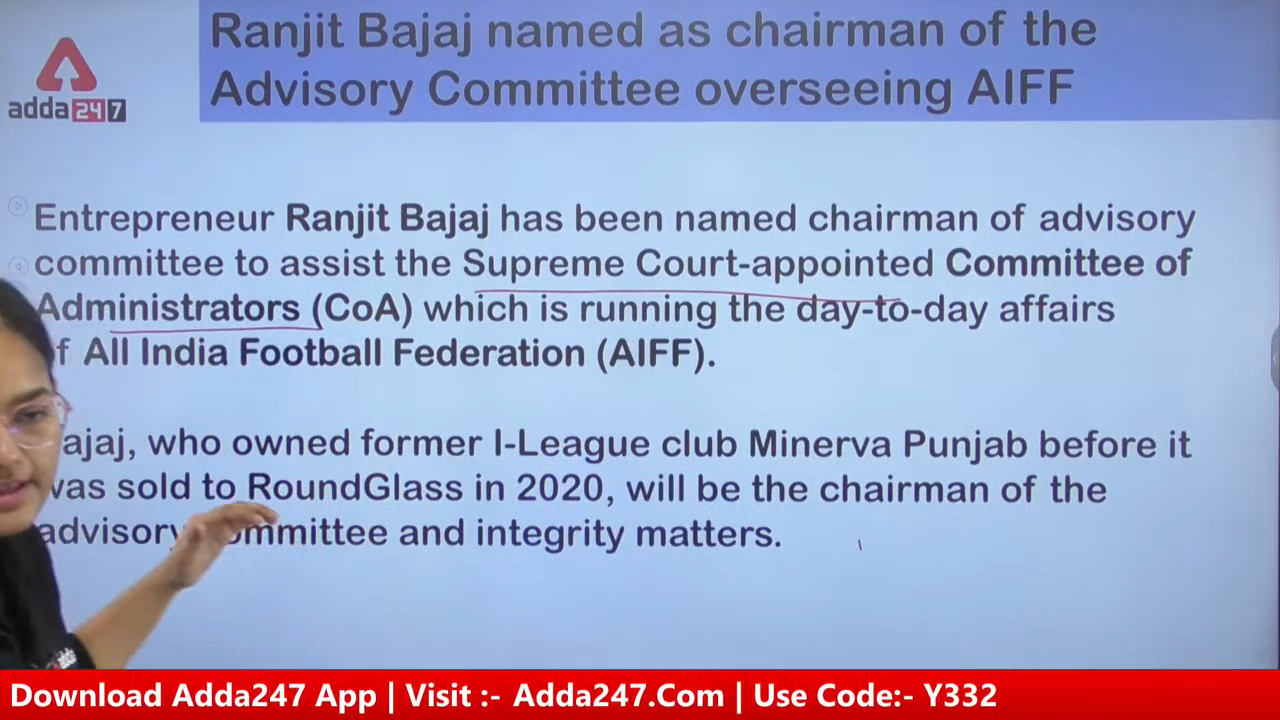 Ranjit Bajaj named as chairman of the
Advisory Committee overseeing AIFF
adda247
Entrepreneur Ranjit Bajaj has been named chairman of advisory
committee to assist the Supreme Court-appointed Committee of
Administrators (CoA) which is running the day-to-day affairs
f All India Football Federation (AIFF).
ajaj, who owned former I-League club Minerva Punjab before it
was sold to RoundGlass in 2020, will be the chairman of the
advisory committee and integrity matters.
Download Adda247 App | Visit :- Adda247.Com | Use Code:- Y332